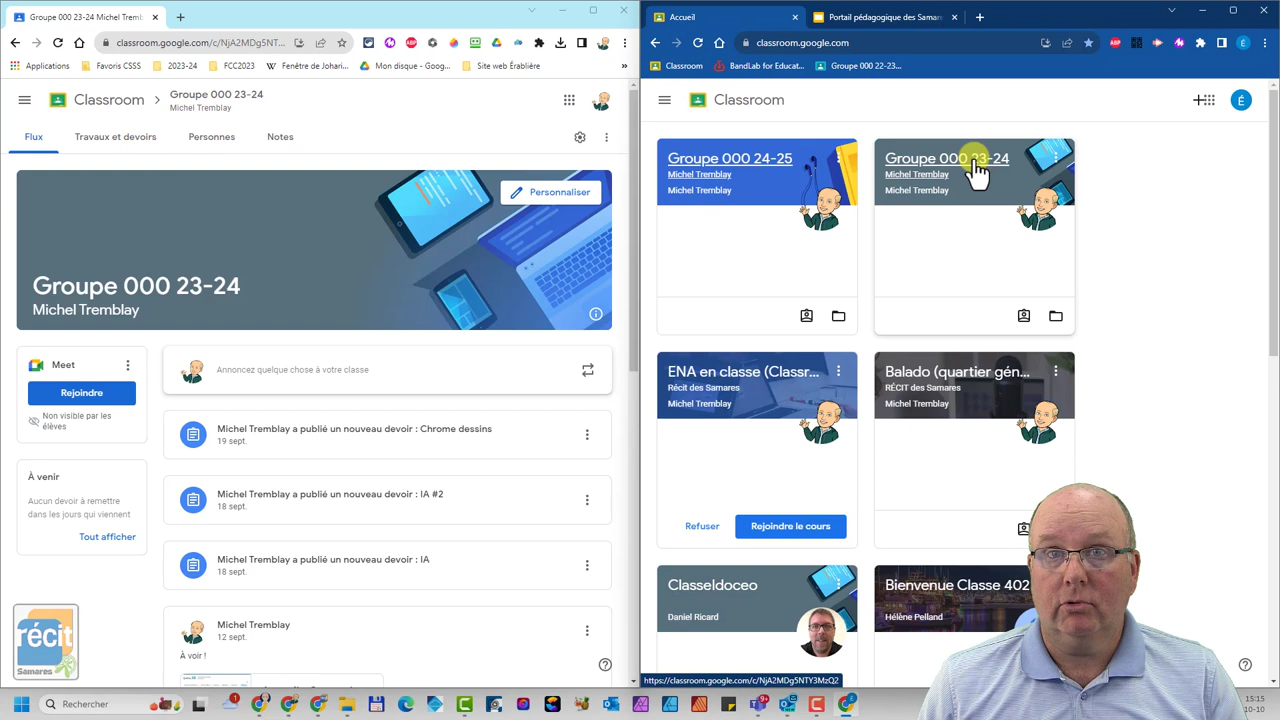 Groupe 000 23-24 Michel Trembl
classroom.google.com/c/NjA2MDg5NT...
Applications
Favoris CSSS
2023-24
FCC2023
Fenêtre de Johari...
Mon disque - Goog...
Site web Érablière
Classroom
Groupe 000 23-24
Michel Tremblay
Flux
Travaux et devoirs
Personnes
Notes
Personnaliser
Groupe 000 23-24
Michel Tremblay
Meet
Rejoindre
Non visible par les
élèves
À venir
Aucun devoir à remettre
dans les jours qui viennent
Tout afficher
Annoncez quelque chose à votre classe
Michel Tremblay a publié un nouveau devoir : Chrome dessins
19 sept.
Michel Tremblay a publié un nouveau devoir : IA #2
18 sept.
Michel Tremblay a publié un nouveau devoir : IA
18 sept.
Michel Tremblay
12 sept.
À voir !
récit
Samares
Accueil
Portail pédagogique des Samar
classroom.google.com
Classroom
BandLab for Educat...
Groupe 000 22-23...
É
Classroom
É
Groupe 000 24-25
Michel Tremblay
Michel Tremblay
Groupe 000 23-24
Michel Tremblay
Michel Tremblay
ENA en classe (Classr...
Récit des Samares
Michel Tremblay
Refuser
Rejoindre le cours
Balado (quartier gén...
RÉCIT des Samares
Michel Tremblay
Classeldoceo
Daniel Ricard
Bienvenue Classe 402
Hélène Pelland
https://classroom.google.com/c/NjA2MDg5NTY3MzQ2
Rechercher
15:15
10-10